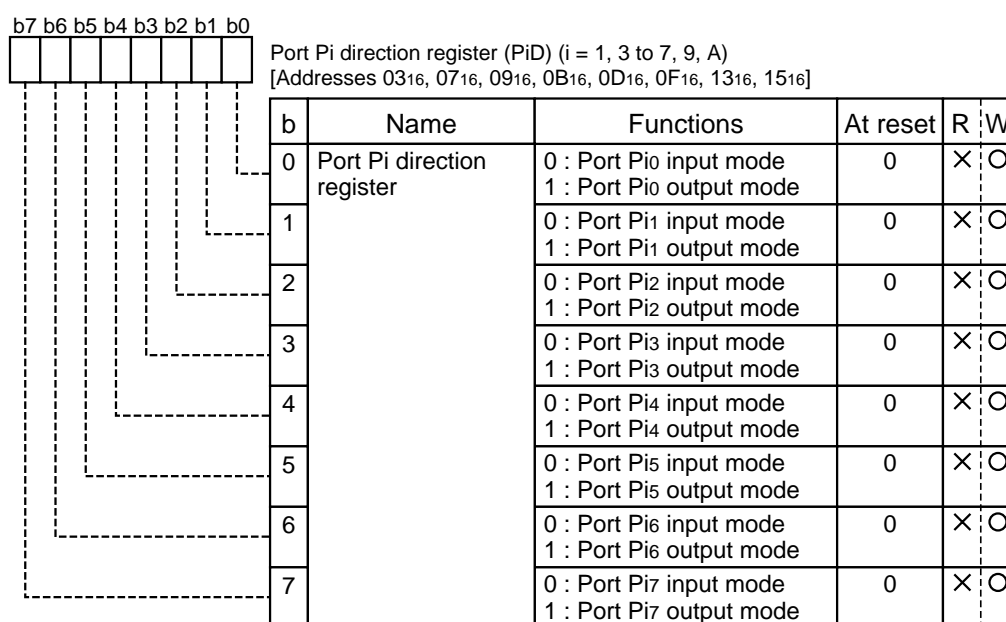 b7 b6 b5 b4 b3 b2 b1 b0
Port Pi direction register (PiD) (i = 1, 3 to 7, 9, A)
[Addresses 0316, 0716, 0916, 0B16, 0D16, 0F16, 1316, 1516]
b Name Functions At reset R W
0 Port Pi direction register 0 : Port Pi0 input mode 0 × ○
1 : Port Pi0 output mode
1 0 : Port Pi1 input mode 0 × ○
1 : Port Pi1 output mode
2 0 : Port Pi2 input mode 0 × ○
1 : Port Pi2 output mode
3 0 : Port Pi3 input mode 0 × ○
1 : Port Pi3 output mode
4 0 : Port Pi4 input mode 0 × ○
1 : Port Pi4 output mode
5 0 : Port Pi5 input mode 0 × ○
1 : Port Pi5 output mode
6 0 : Port Pi6 input mode 0 × ○
1 : Port Pi6 output mode
7 0 : Port Pi7 input mode 0 × ○
1 : Port Pi7 output mode